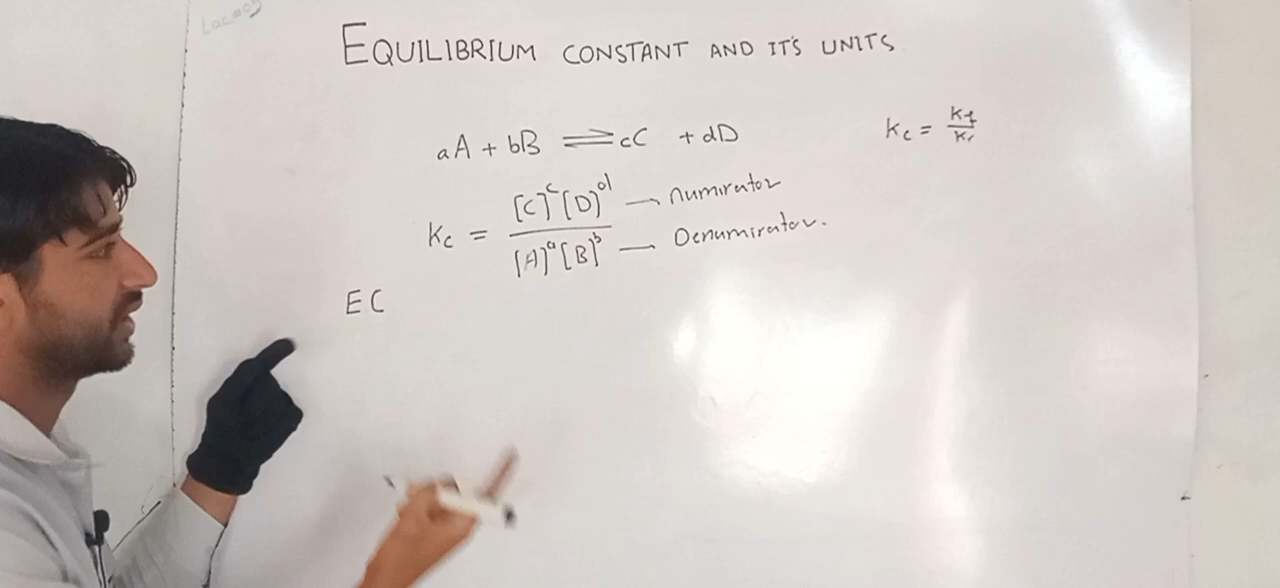 EQUILIBRIUM CONSTANT AND IT'S UNITS
aA + bB ⇌ cC + dD
Kc = Kf/Kr
Kc = [C]^c [D]^d — numirator
[A]^a [B]^b — Denumirator.
EC